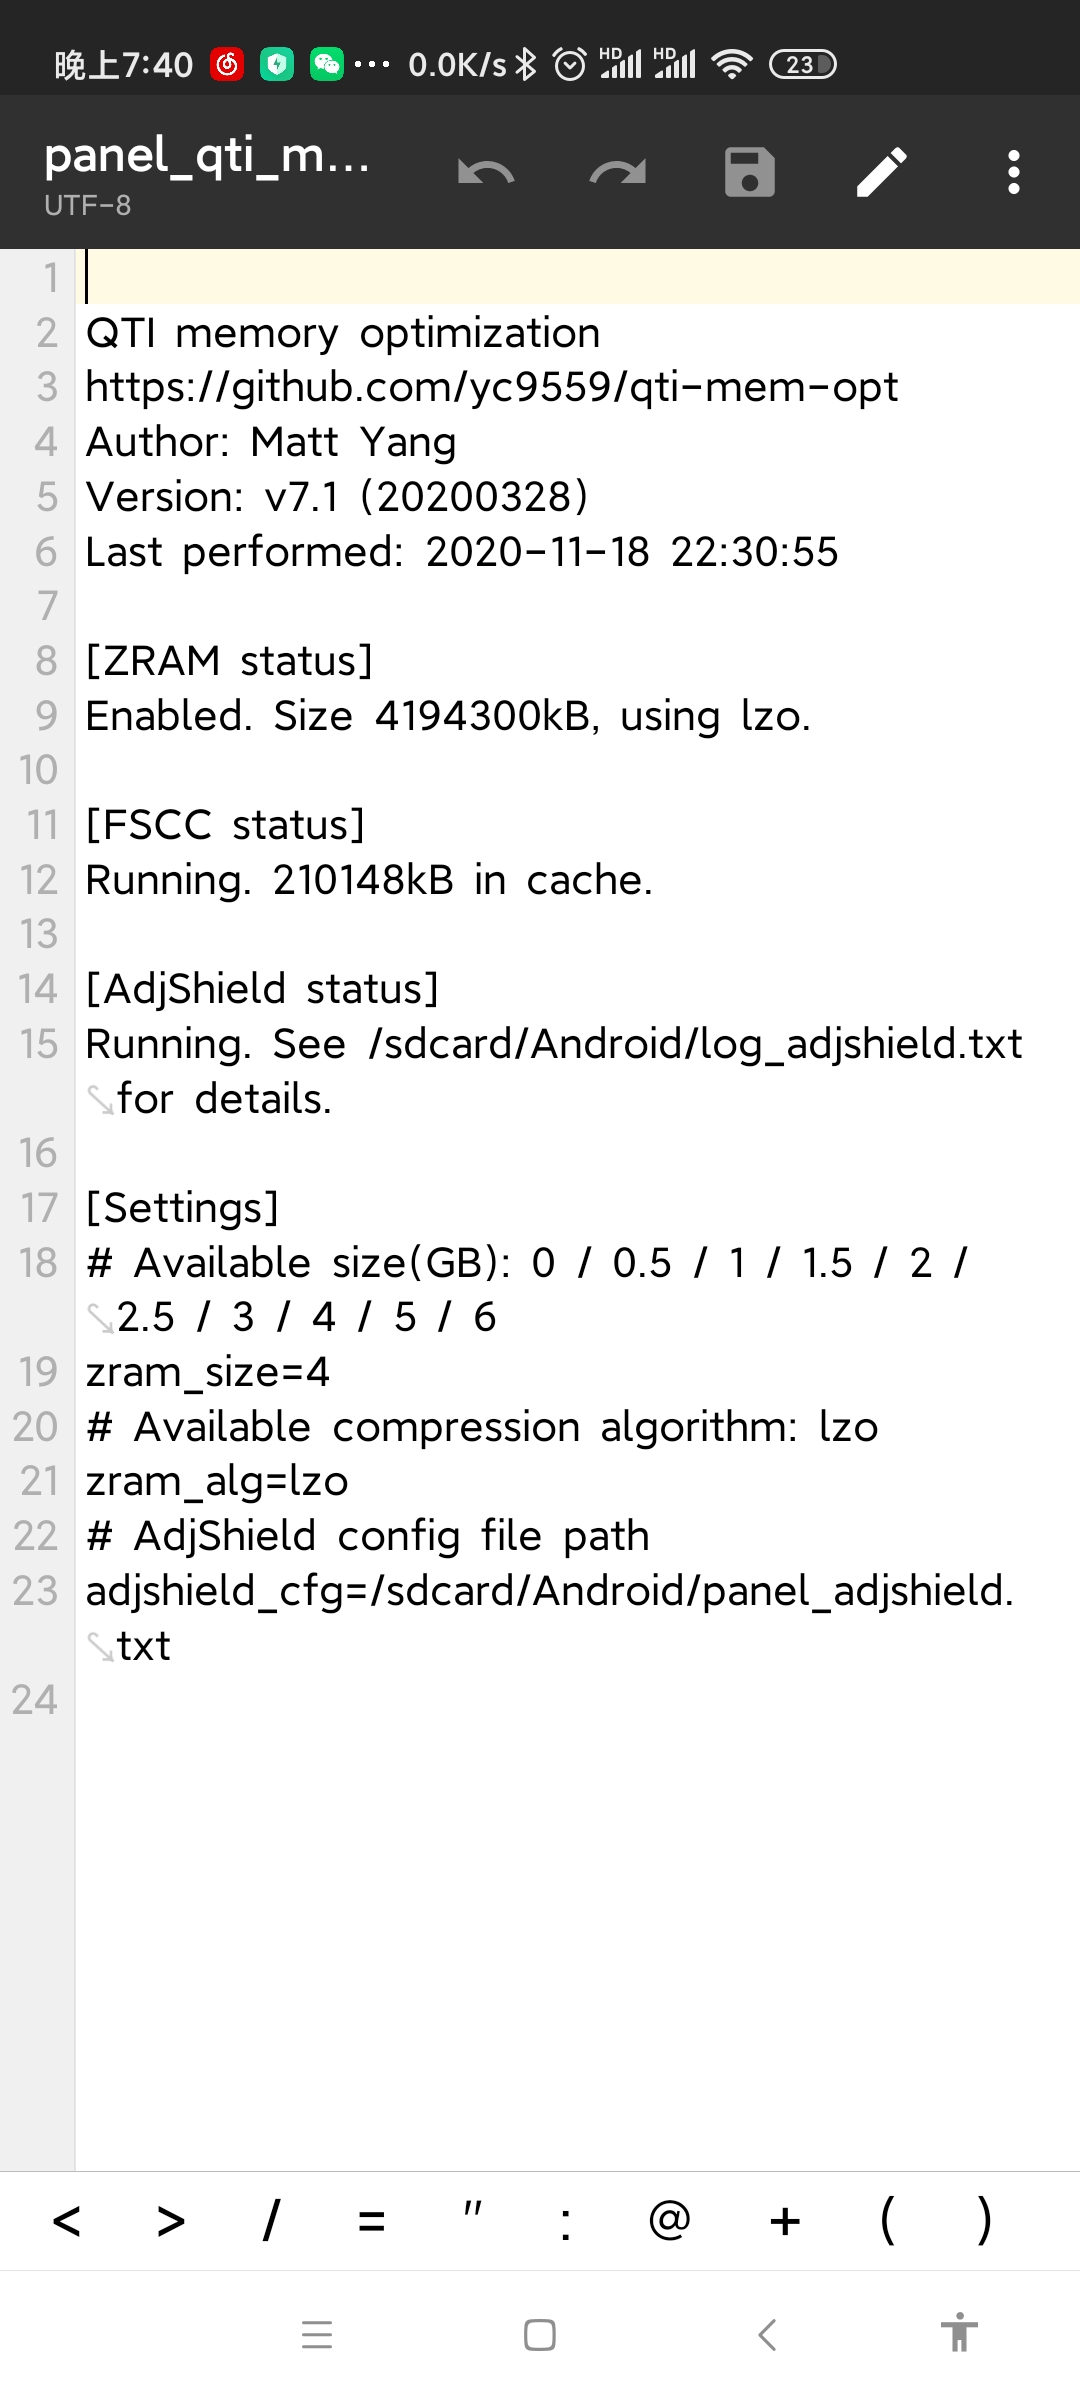 晚上7:40 ... 0.0K/s HD HD 23
panel_qti_m...
UTF-8
1
2 QTI memory optimization
3 https://github.com/yc9559/qti-mem-opt
4 Author: Matt Yang
5 Version: v7.1 (20200328)
6 Last performed: 2020-11-18 22:30:55
7
8 [ZRAM status]
9 Enabled. Size 4194300kB, using lzo.
10
11 [FSCC status]
12 Running. 210148kB in cache.
13
14 [AdjShield status]
15 Running. See /sdcard/Android/log_adjshield.txt
for details.
16
17 [Settings]
18 # Available size(GB): 0 / 0.5 / 1 / 1.5 / 2 /
2.5 / 3 / 4 / 5 / 6
19 zram_size=4
20 # Available compression algorithm: lzo
21 zram_alg=lzo
22 # AdjShield config file path
23 adjshield_cfg=/sdcard/Android/panel_adjshield.
txt
24
< > / = " : @ + ( )